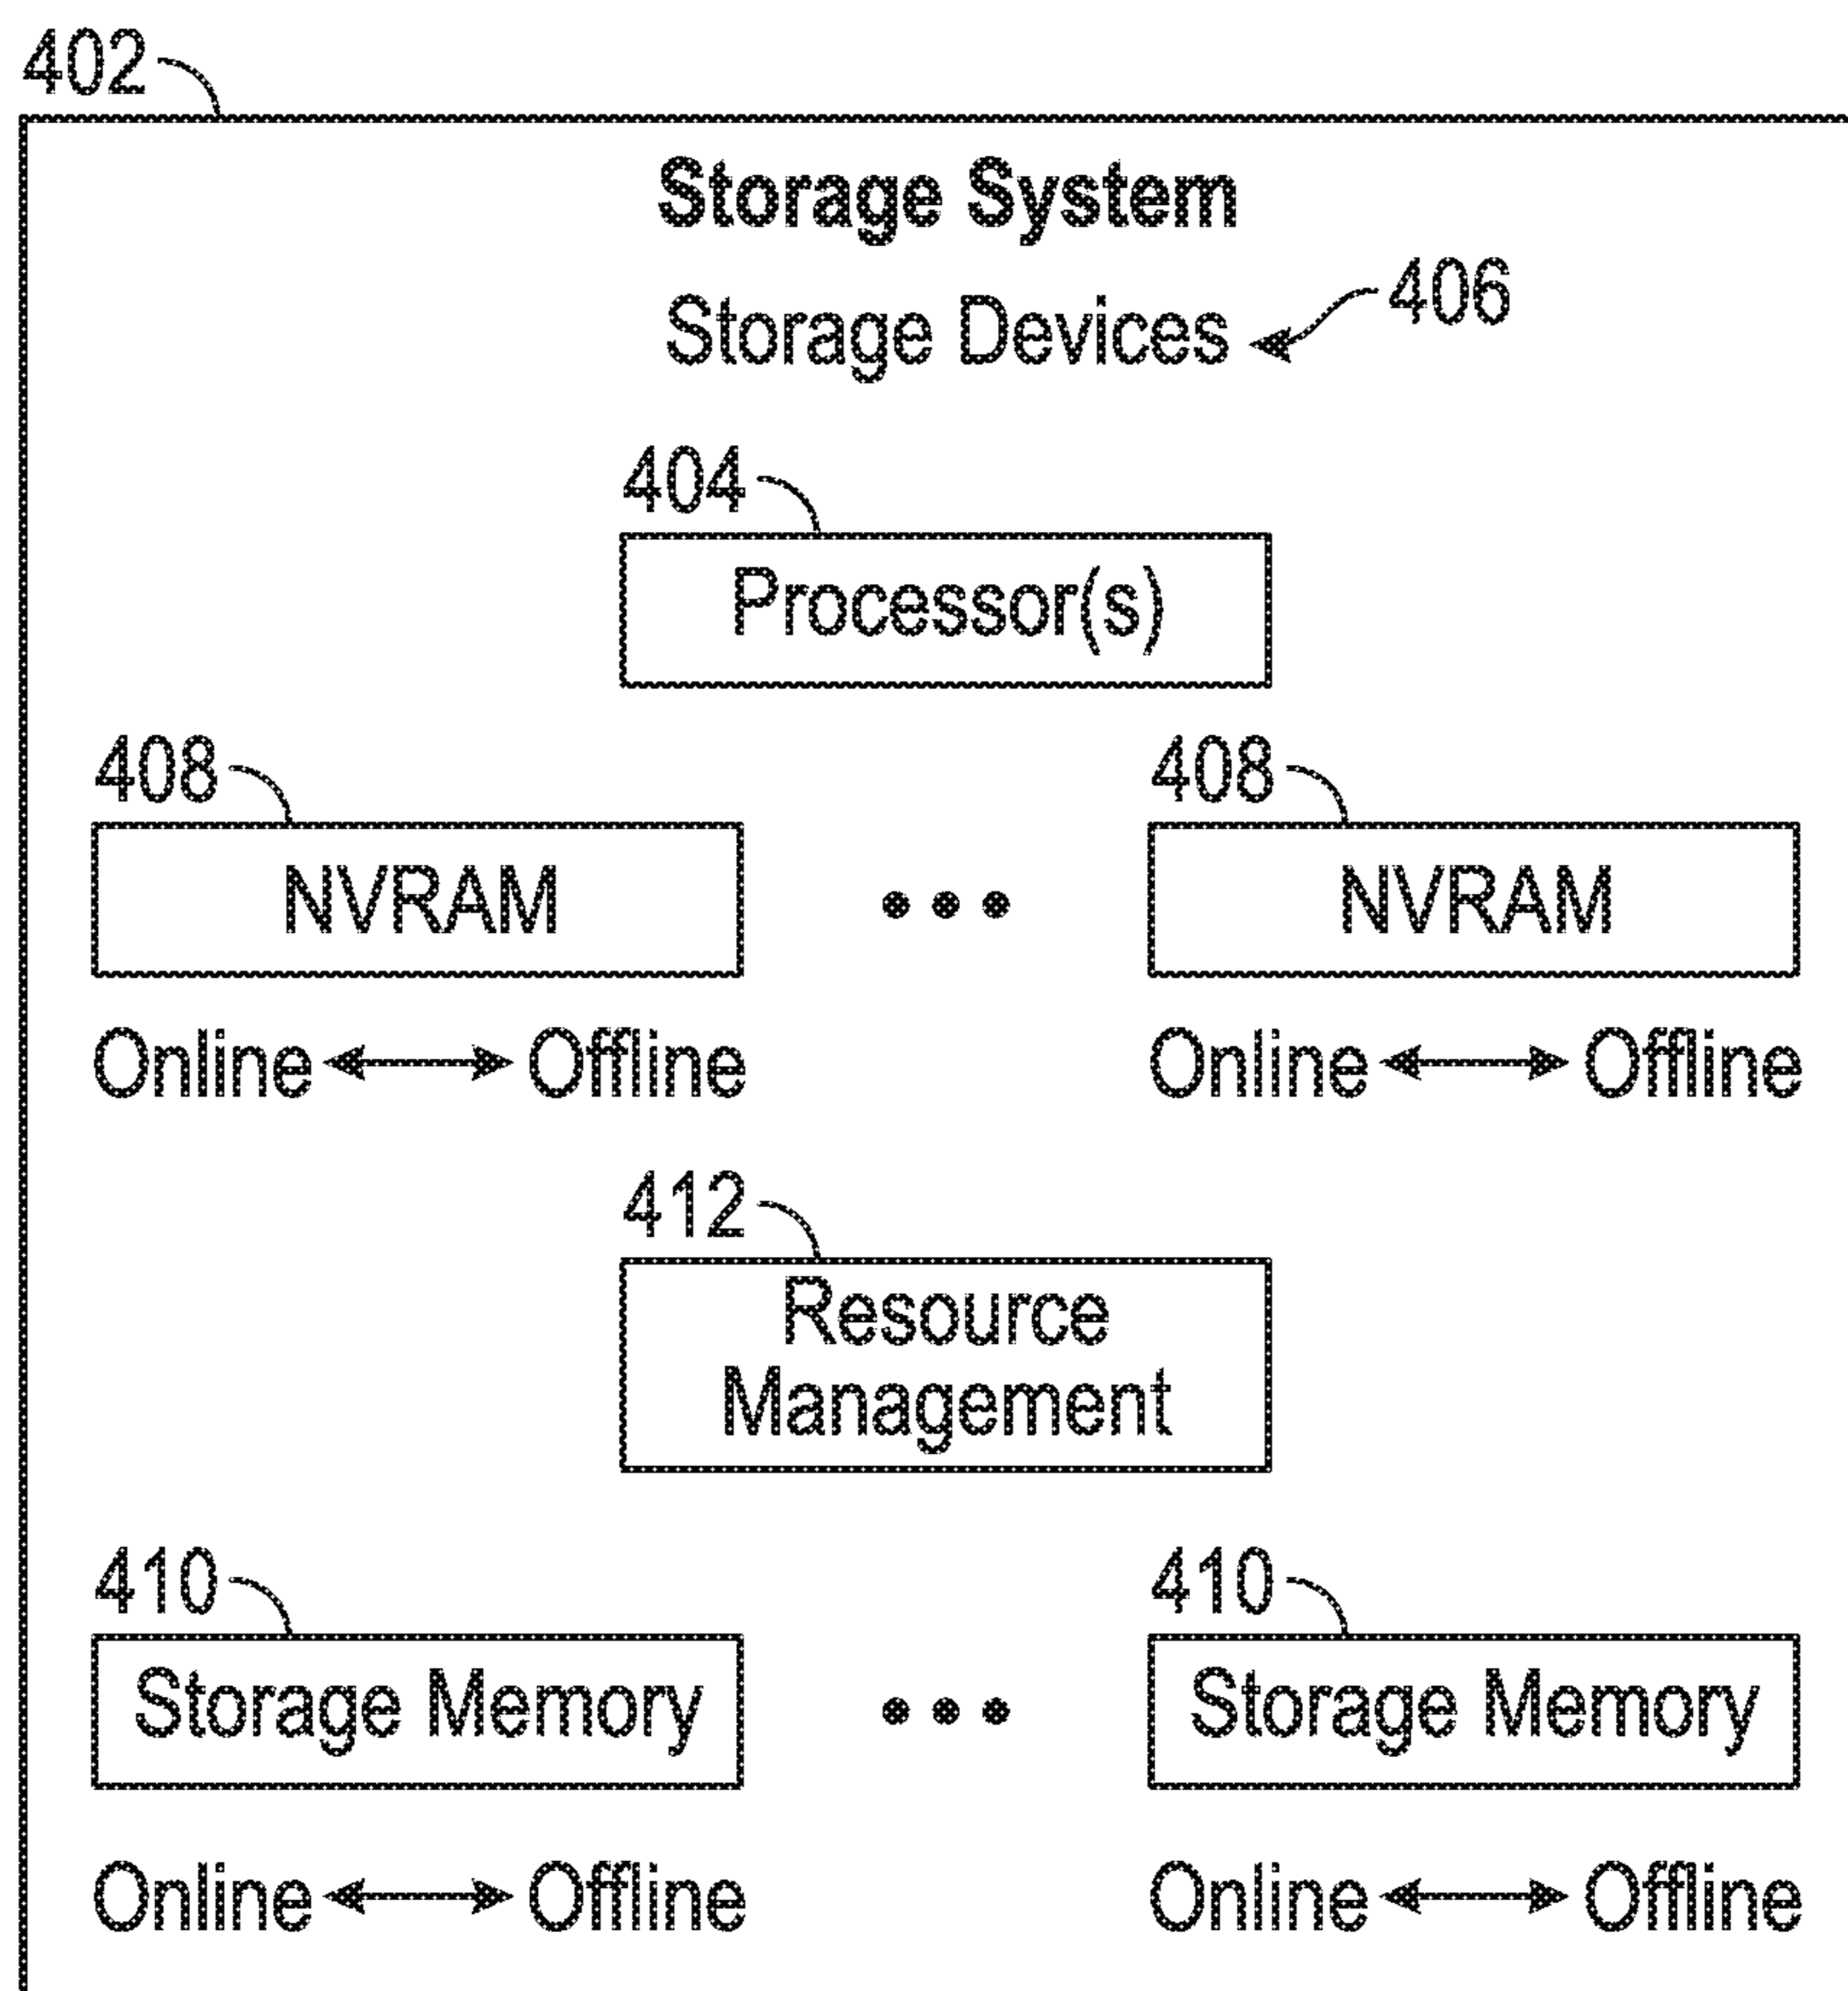 402
Storage System
Storage Devices 406
404
Processor(s)
408 408
NVRAM NVRAM
Online Offline Online Offline
412
Resource
Management
410 410
Storage Memory Storage Memory
Online Offline Online Offline